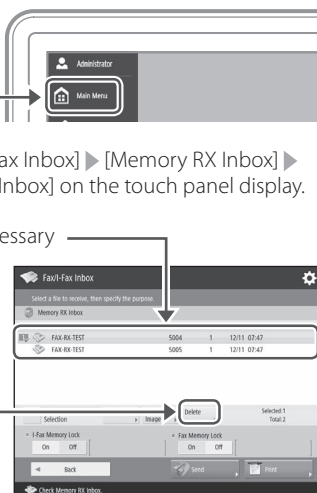 Administrator
Main Menu
ax Inbox] ▶ [Memory RX Inbox] ▶
Inbox] on the touch panel display.
essary
Fax/I-Fax Inbox
Select a file to receive, then specify the purpose.
Memory RX Inbox
FAX-RX-TEST 5004 1 12/11 07:47
FAX-RX-TEST 5005 1 12/11 07:47
Selection Image Delete Selected:1
Total:2
I-Fax Memory Lock Fax Memory Lock
On Off On Off
Back Send Print
Check Memory RX Inbox.